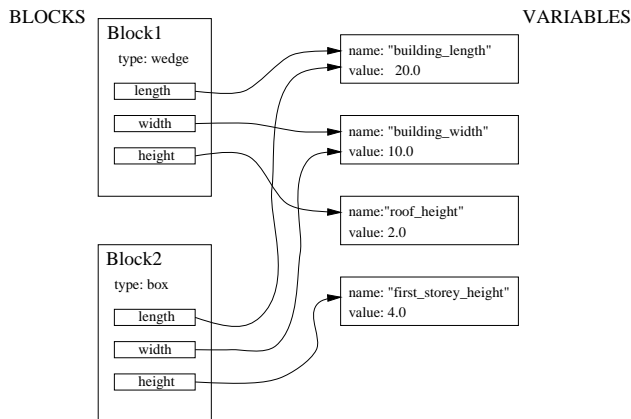 BLOCKS
VARIABLES
Block1
type: wedge
length
width
height
Block2
type: box
length
width
height
name: "building_length"
value: 20.0
name: "building_width"
value: 10.0
name:"roof_height"
value: 2.0
name: "first_storey_height"
value: 4.0